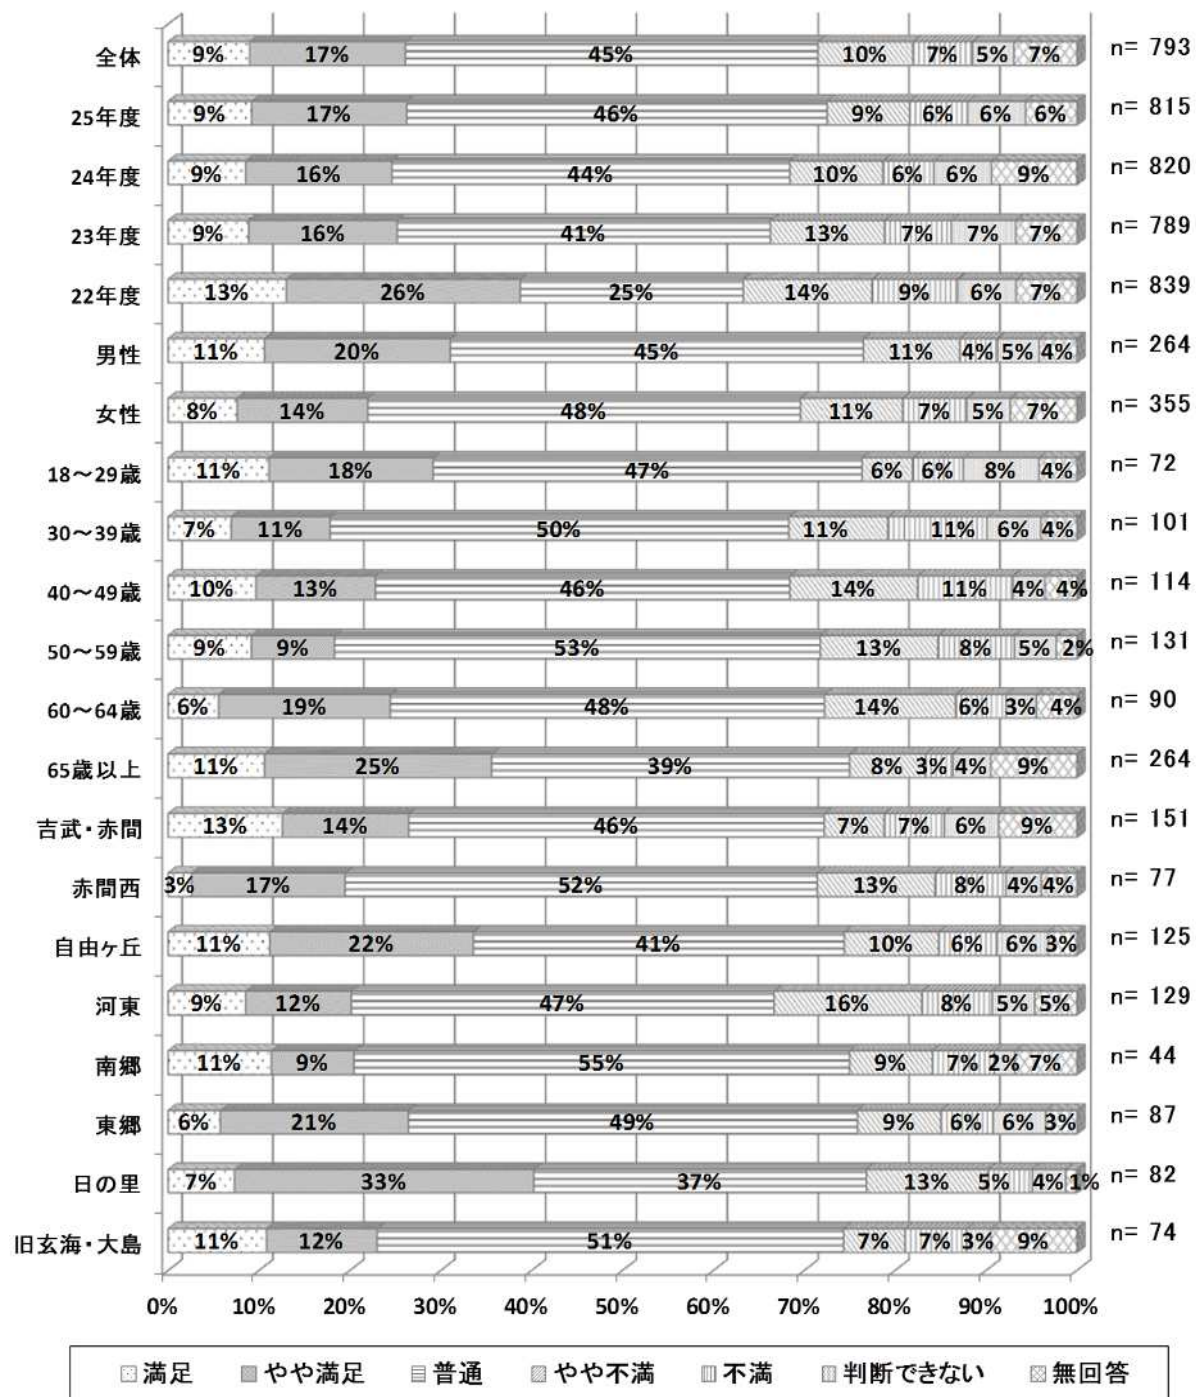 全体 9% 17% 45% 10% 7% 5% 7% n= 793
25年度 9% 17% 46% 9% 6% 6% 6% n= 815
24年度 9% 16% 44% 10% 6% 6% 9% n= 820
23年度 9% 16% 41% 13% 7% 7% 7% n= 789
22年度 13% 26% 25% 14% 9% 6% 7% n= 839
男性 11% 20% 45% 11% 4% 5% 4% n= 264
女性 8% 14% 48% 11% 7% 5% 7% n= 355
18～29歳 11% 18% 47% 6% 6% 8% 4% n= 72
30～39歳 7% 11% 50% 11% 11% 6% 4% n= 101
40～49歳 10% 13% 46% 14% 11% 4% 4% n= 114
50～59歳 9% 9% 53% 13% 8% 5% 2% n= 131
60～64歳 6% 19% 48% 14% 6% 3% 4% n= 90
65歳以上 11% 25% 39% 8% 3% 4% 9% n= 264
吉武・赤間 13% 14% 46% 7% 7% 6% 9% n= 151
赤間西 3% 17% 52% 13% 8% 4% 4% n= 77
自由ヶ丘 11% 22% 41% 10% 6% 6% 3% n= 125
河東 9% 12% 47% 16% 8% 5% 5% n= 129
南郷 11% 9% 55% 9% 7% 2% 7% n= 44
東郷 6% 21% 49% 9% 6% 6% 3% n= 87
日の里 7% 33% 37% 13% 5% 4% 1% n= 82
旧玄海・大島 11% 12% 51% 7% 7% 3% 9% n= 74
0% 10% 20% 30% 40% 50% 60% 70% 80% 90% 100%
満足 やや満足 普通 やや不満 不満 判断できない 無回答